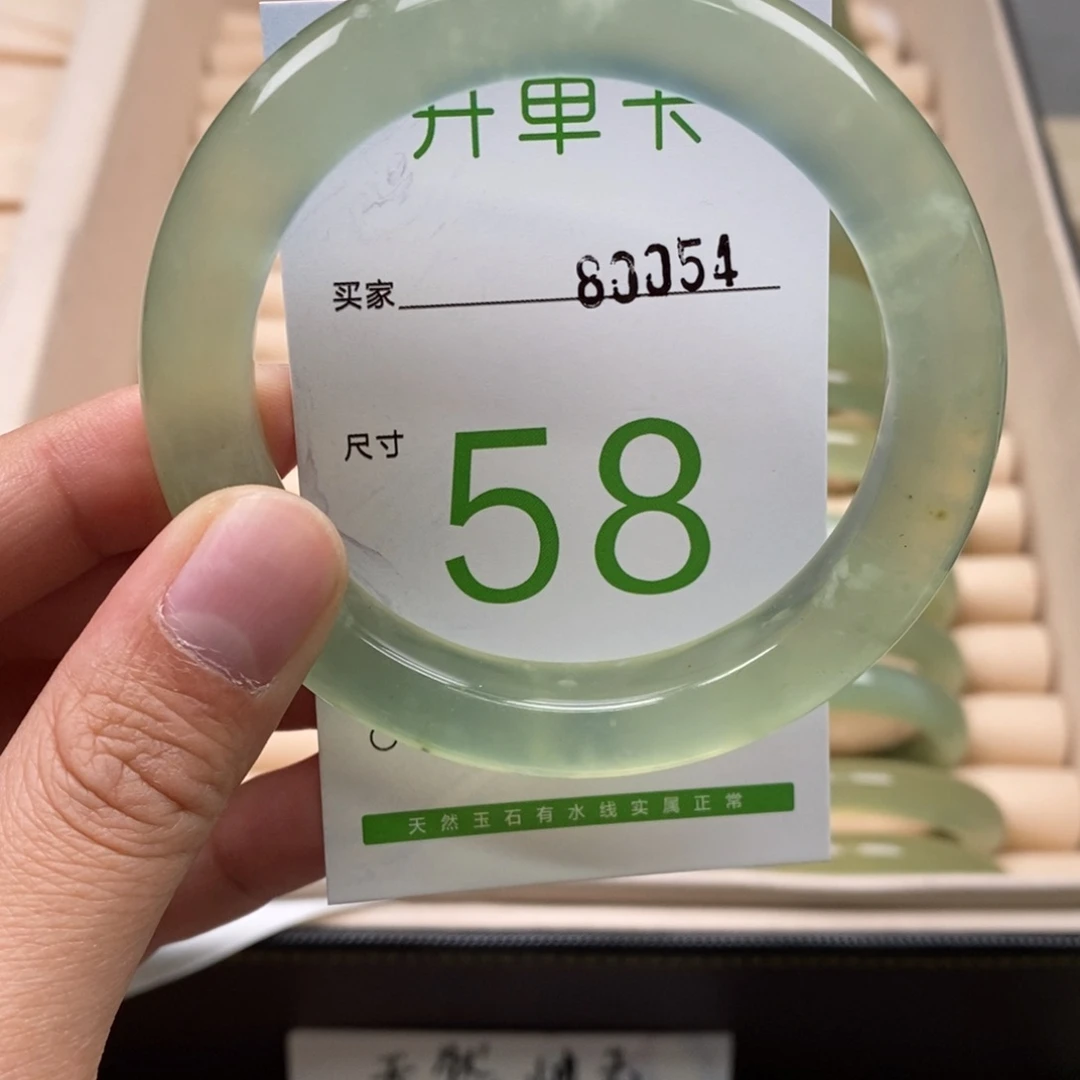 开单卡
买家 80054
尺寸 58
天然玉石有水线实属正常